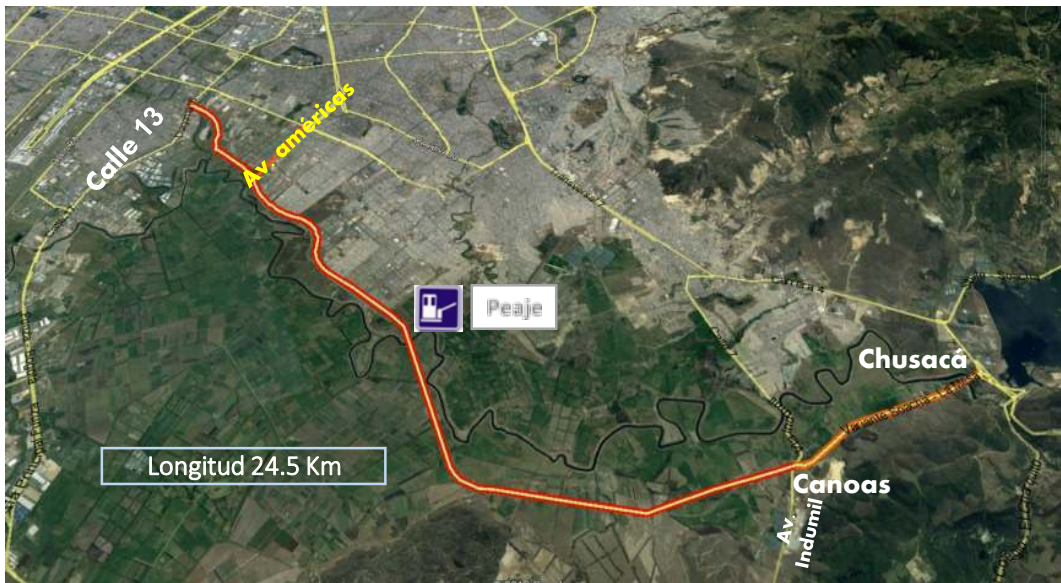 Av. américas
Calle 13
Peaje
Chusacá
Longitud 24.5 Km
Canoas
Av.
Indumil